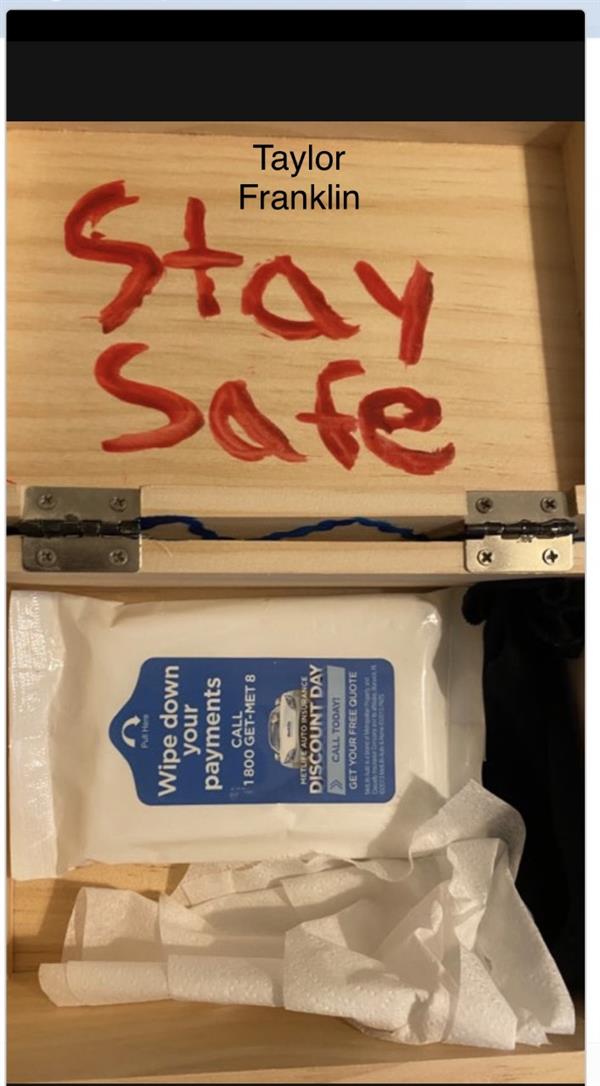 Taylor
Franklin
Stay
Safe
Pull Here
Wipe down
your
payments
CALL
1 800 GET-MET 8
METLIFE AUTO INSURANCE
DISCOUNT DAY
CALL TODAY!
GET YOUR FREE QUOTE